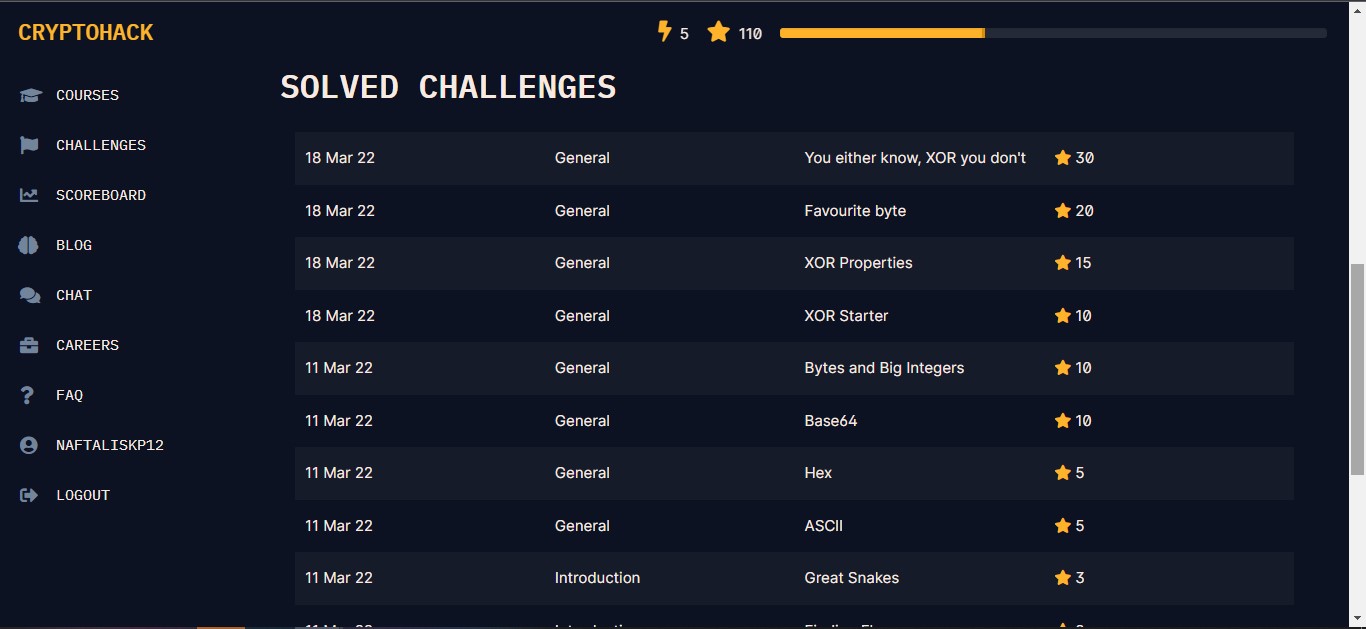 CRYPTOHACK
5 110
COURSES
CHALLENGES
SCOREBOARD
BLOG
CHAT
CAREERS
FAQ
NAFTALISKP12
LOGOUT
SOLVED CHALLENGES
18 Mar 22 General You either know, XOR you don't 30
18 Mar 22 General Favourite byte 20
18 Mar 22 General XOR Properties 15
18 Mar 22 General XOR Starter 10
11 Mar 22 General Bytes and Big Integers 10
11 Mar 22 General Base64 10
11 Mar 22 General Hex 5
11 Mar 22 General ASCII 5
11 Mar 22 Introduction Great Snakes 3